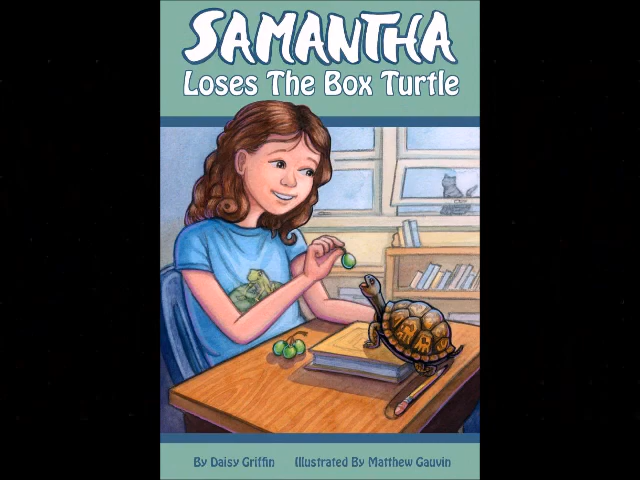 SAMANTHA
Loses The Box Turtle
By Daisy Griffin Illustrated By Matthew Gauvin